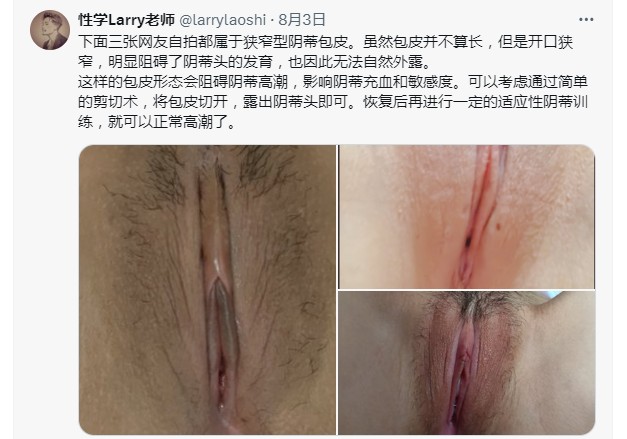 性学Larry老师 @larrylaoshi · 8月3日
下面三张网友自拍都属于狭窄型阴蒂包皮。虽然包皮并不算长，但是开口狭
窄，明显阻碍了阴蒂头的发育，也因此无法自然外露。
这样的包皮形态会阻碍阴蒂高潮，影响阴蒂充血和敏感度。可以考虑通过简单
的剪切术，将包皮切开，露出阴蒂头即可。恢复后再进行一定的适应性阴蒂训
练，就可以正常高潮了。